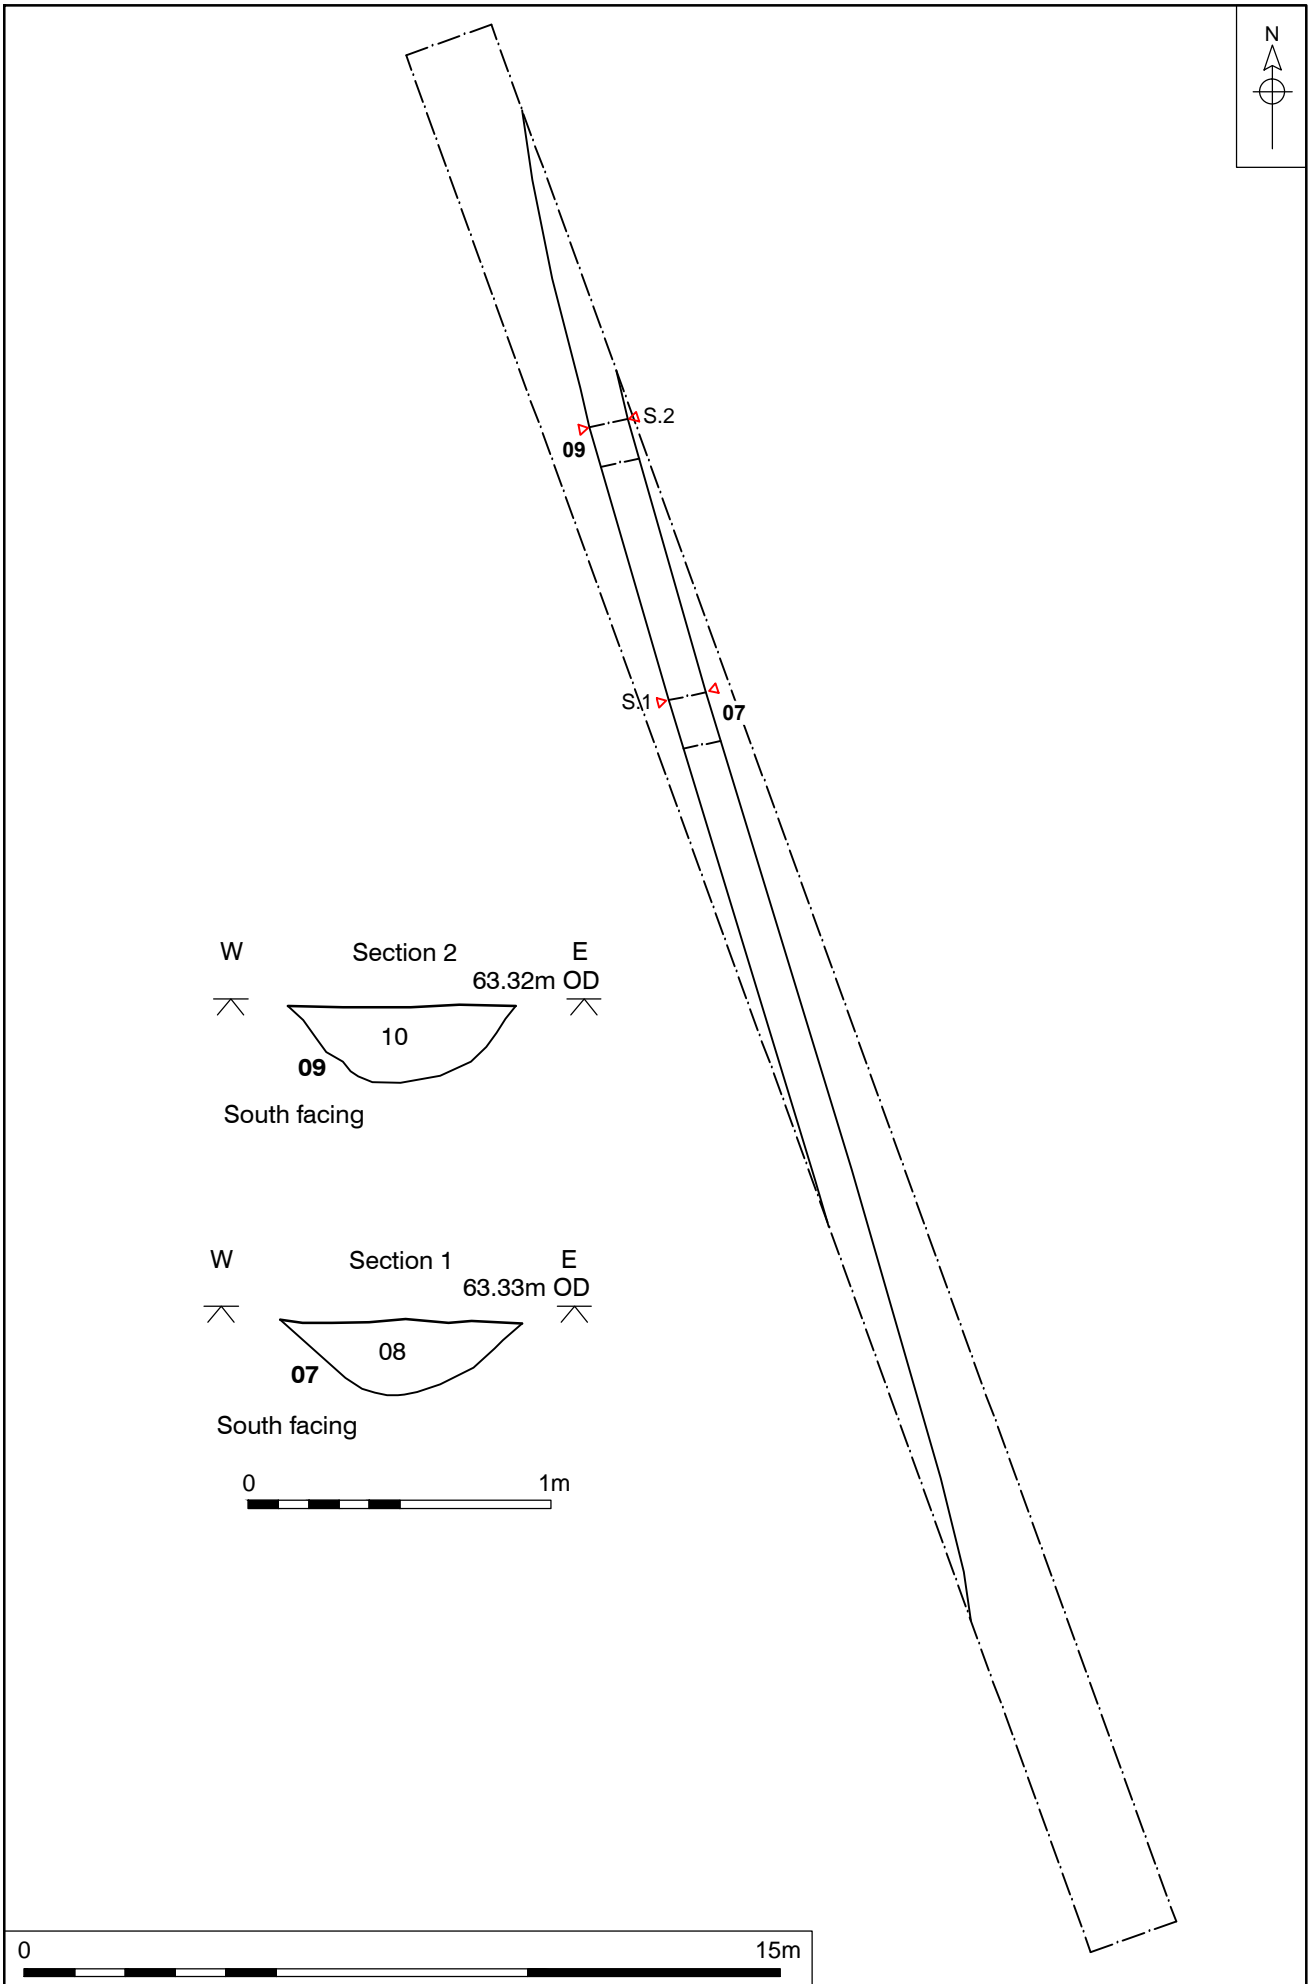 N
S.2
09
S.1
07
W Section 2 E
63.32m OD
10
09
South facing
W Section 1 E
63.33m OD
08
07
South facing
0 1m
0 15m